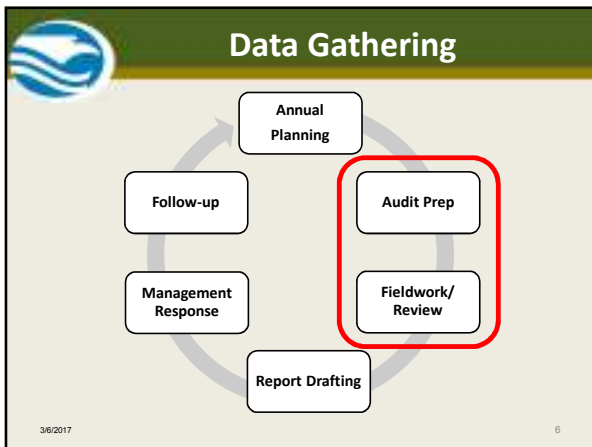 Data Gathering
Annual
Planning
Audit Prep
Fieldwork/
Review
Report Drafting
Management
Response
Follow-up
3/6/2017
6